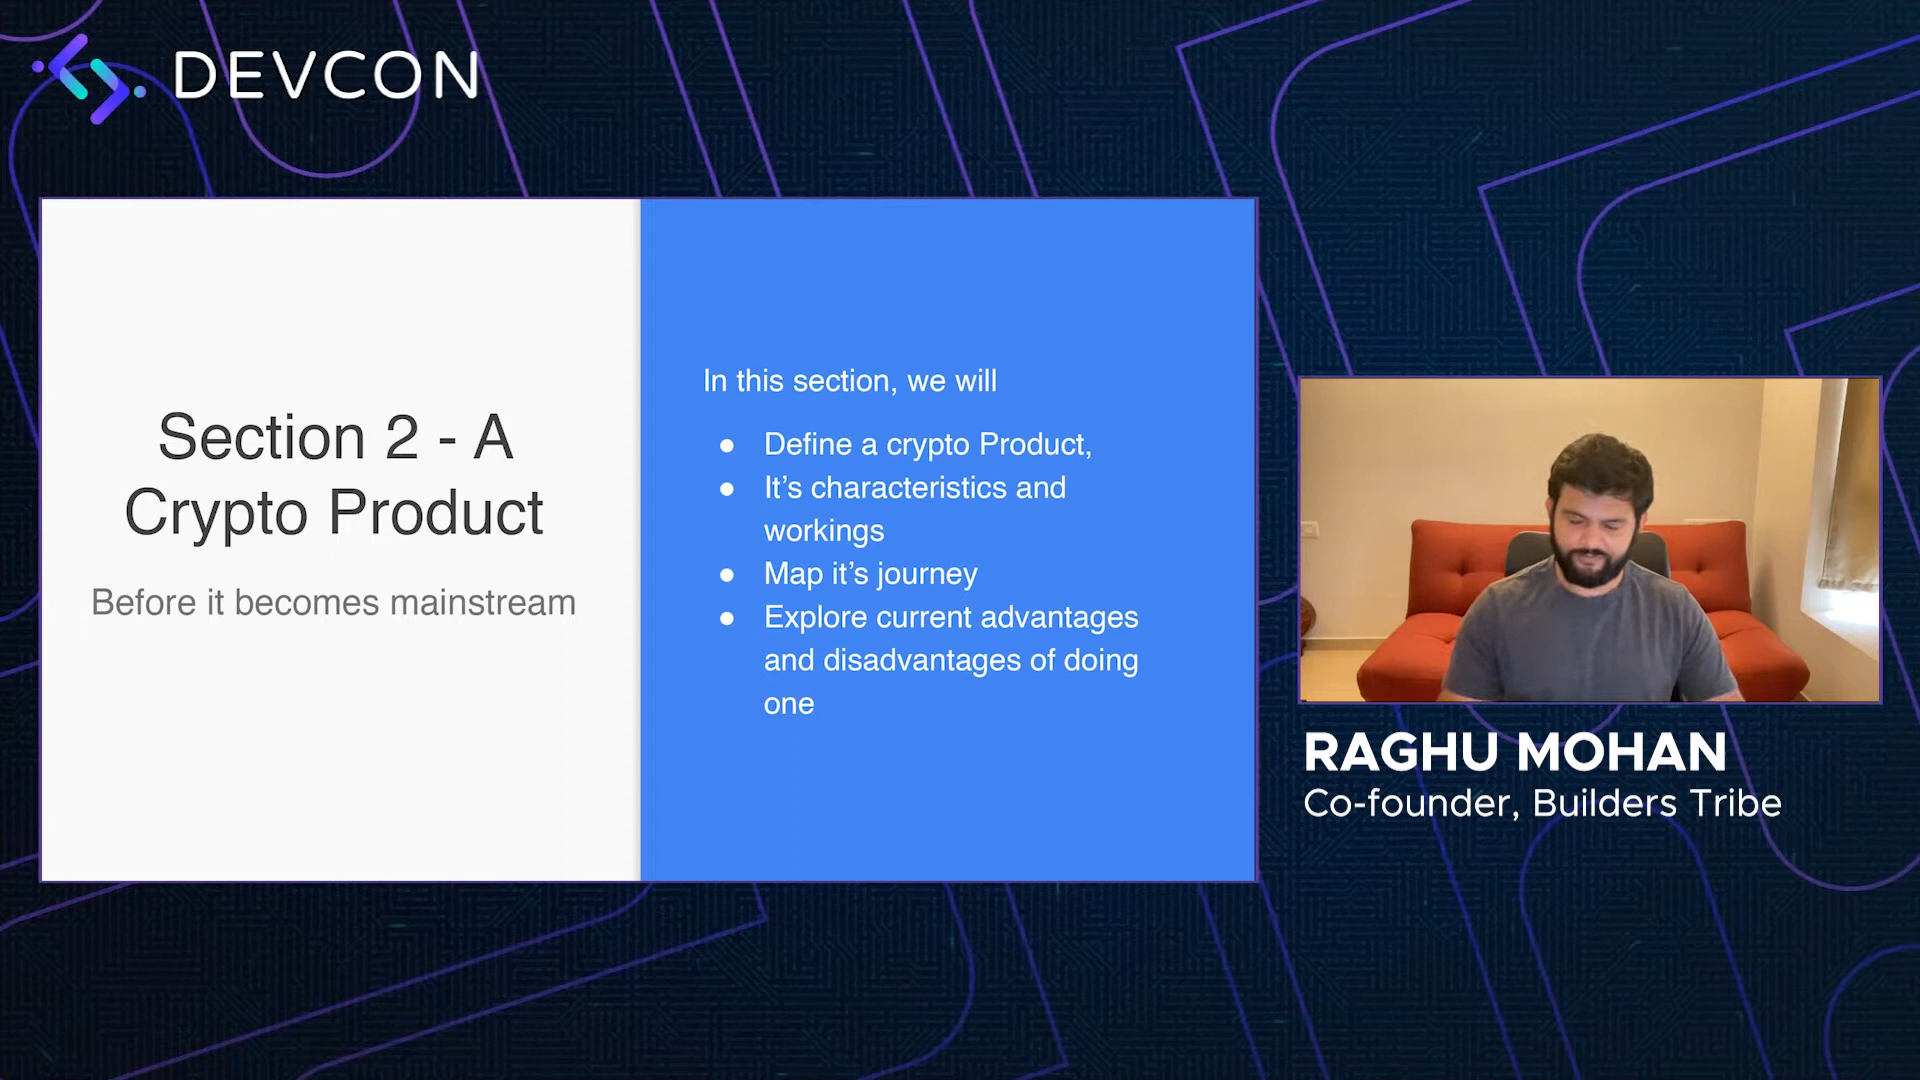 DEVCON
Section 2 - A
Crypto Product
Before it becomes mainstream
In this section, we will
● Define a crypto Product,
● It's characteristics and
workings
● Map it's journey
● Explore current advantages
and disadvantages of doing
one
RAGHU MOHAN
Co-founder, Builders Tribe